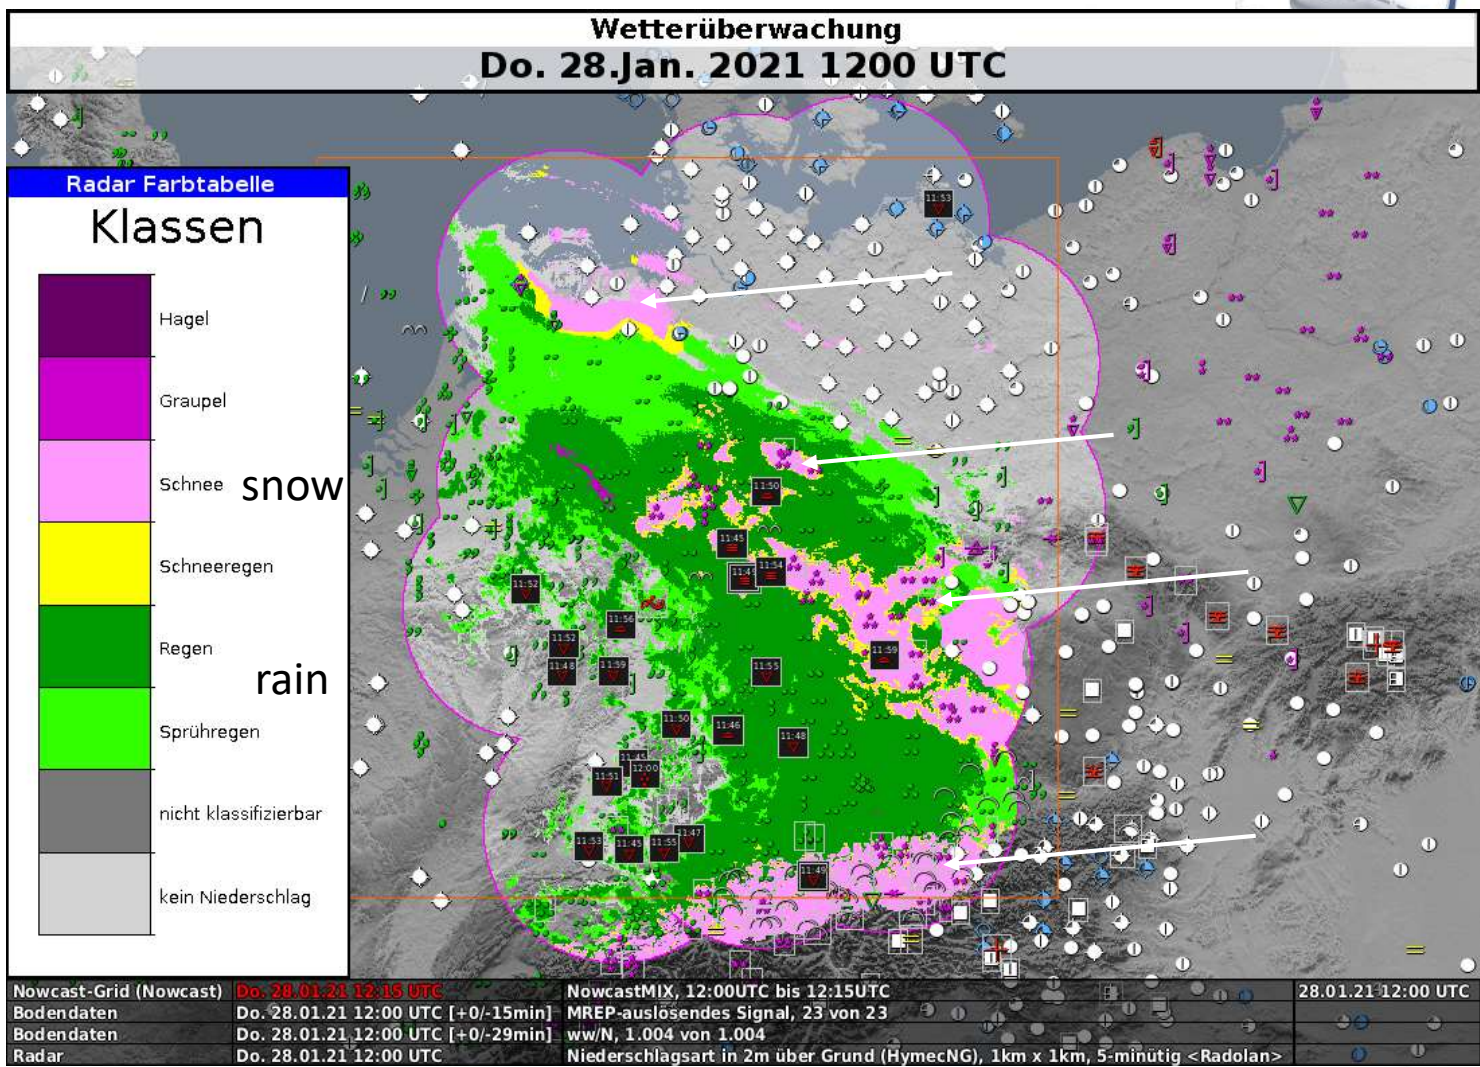 Wetterüberwachung
Do. 28.Jan. 2021 1200 UTC
Radar Farbtabelle
Klassen
Hagel
Graupel
Schnee snow
Schneeregen
Regen
rain
Sprühregen
nicht klassifizierbar
kein Niederschlag
11:53
11:50
11:45
11:54
11:52
11:56
11:52
11:48
11:59
11:59
11:55
11:50
11:46
11:48
12:00
11:51
11:53
11:45
11:55
11:47
11:49
Nowcast-Grid (Nowcast) Do. 28.01.21 12:15 UTC NowcastMIX, 12:00UTC bis 12:15UTC 28.01.21 12:00 UTC
Bodendaten Do. 28.01.21 12:00 UTC [+0/-15min] MREP-auslösendes Signal, 23 von 23
Bodendaten Do. 28.01.21 12:00 UTC [+0/-29min] ww/N, 1.004 von 1.004
Radar Do. 28.01.21 12:00 UTC Niederschlagsart in 2m über Grund (HymecNG), 1km x 1km, 5-minütig <Radolan>